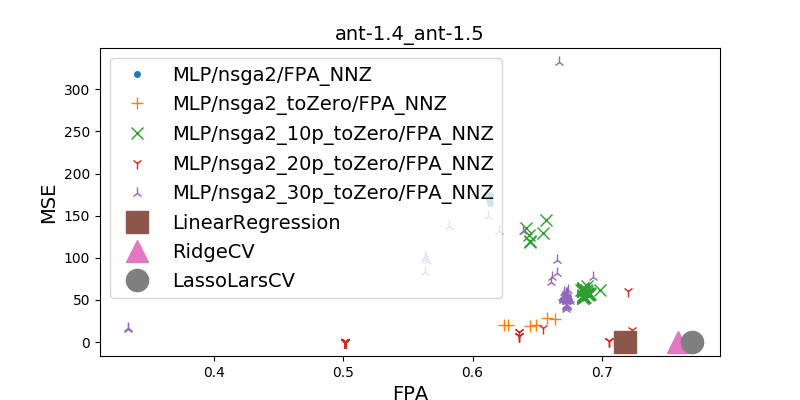 ant-1.4_ant-1.5
MLP/nsga2/FPA_NNZ
MLP/nsga2_toZero/FPA_NNZ
MLP/nsga2_10p_toZero/FPA_NNZ
MLP/nsga2_20p_toZero/FPA_NNZ
MLP/nsga2_30p_toZero/FPA_NNZ
LinearRegression
RidgeCV
LassoLarsCV
MSE
300
250
200
150
100
50
0
0.4 0.5 0.6 0.7
FPA